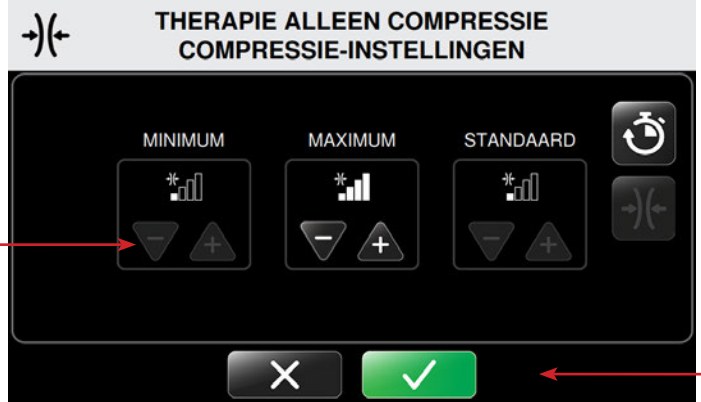 THERAPIE ALLEEN COMPRESSIE
COMPRESSIE-INSTELLINGEN
MINIMUM MAXIMUM STANDAARD